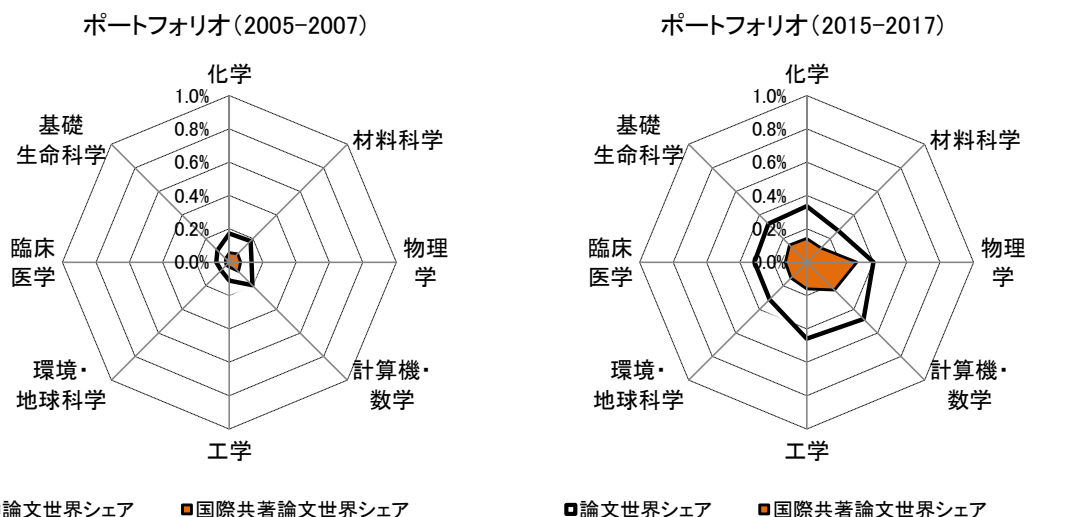 ポートフォリオ(2005-2007)
化学
1.0%
0.8%
0.6%
0.4%
0.2%
0.0%
材料科学
物理
学
計算機・
数学
工学
環境・
地球科学
臨床
医学
基礎
生命科学
論文世界シェア
国際共著論文世界シェア
ポートフォリオ(2015-2017)
化学
1.0%
0.8%
0.6%
0.4%
0.2%
0.0%
材料科学
物理
学
計算機・
数学
工学
環境・
地球科学
臨床
医学
基礎
生命科学
論文世界シェア
国際共著論文世界シェア